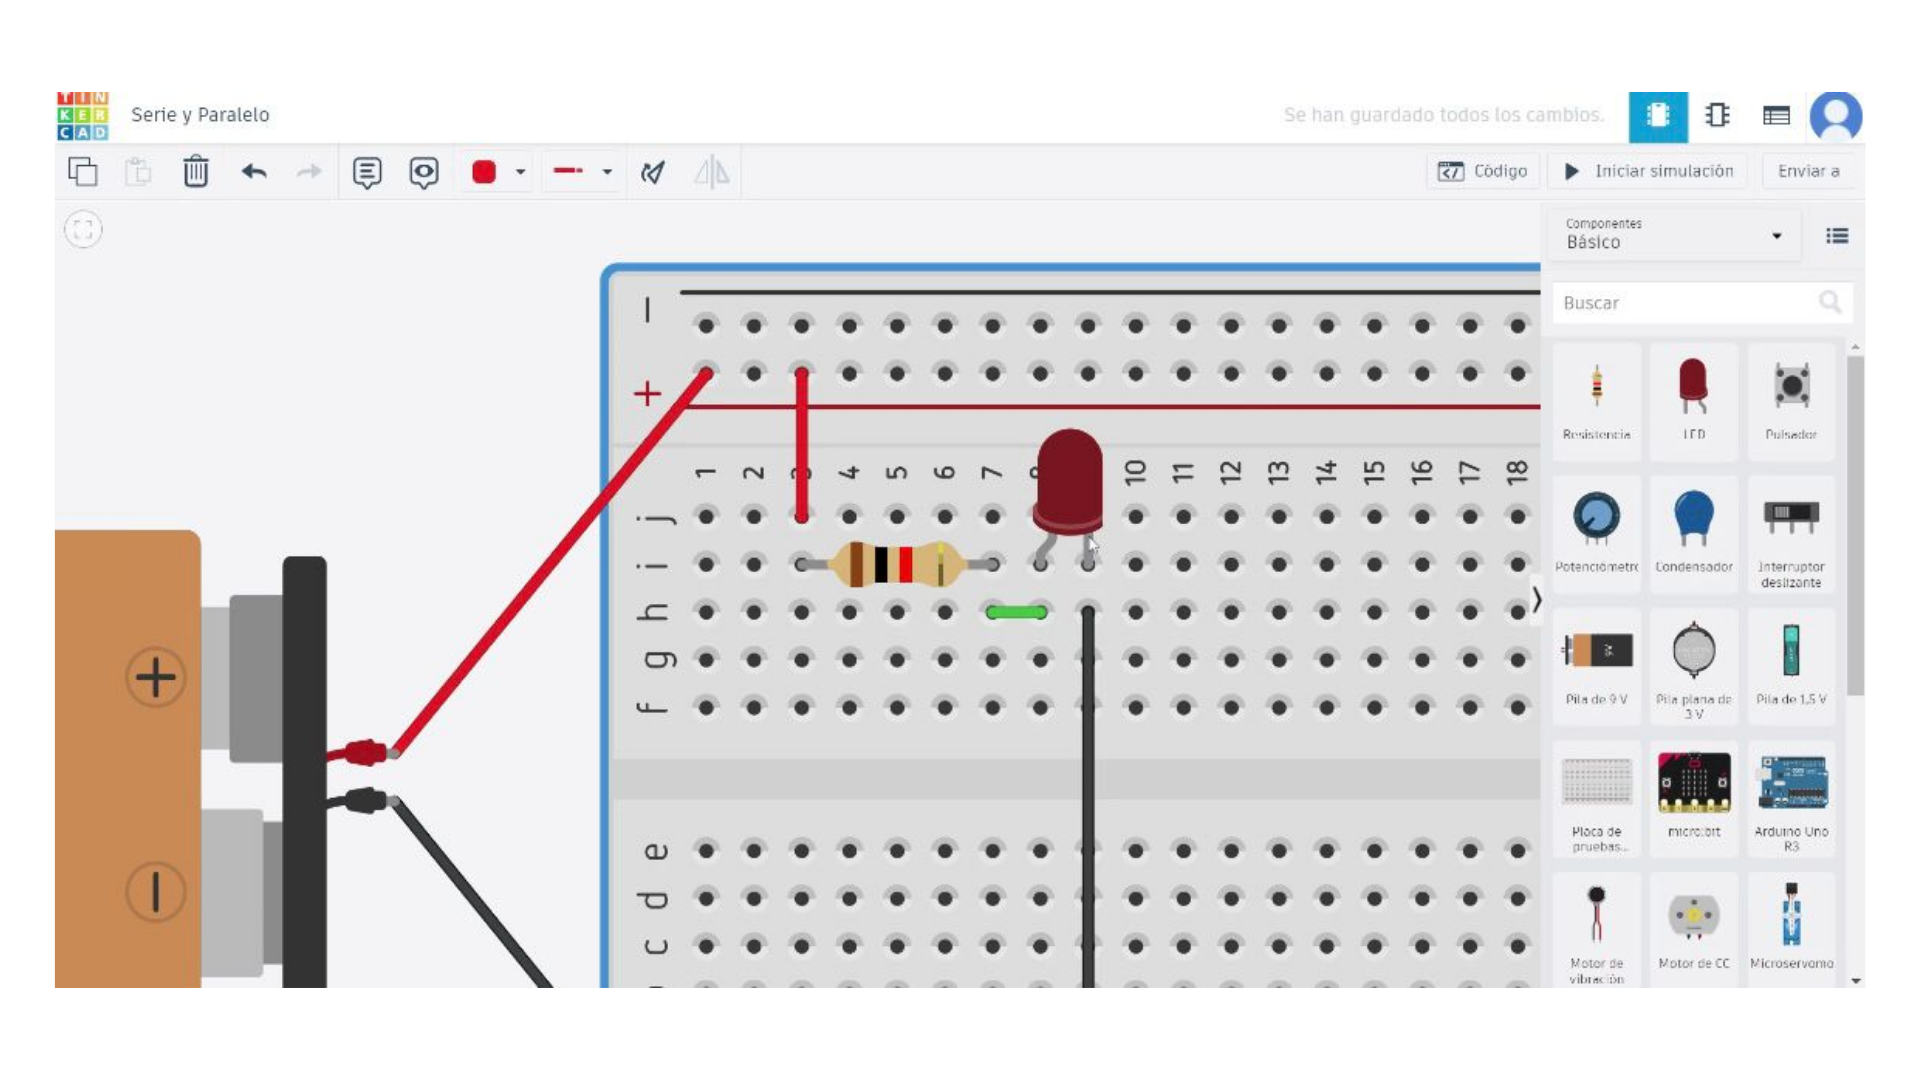 TIN
KER
CAD
Serie y Paralelo
Se han guardado todos los cambios.
Código
Iniciar simulación
Enviar a
Componentes
Básico
Buscar
Resistencia
LED
Pulsador
Potenciómetro
Condensador
Interruptor
deslizante
Pila de 9 V
Pila plana de
3 V
Pila de 1,5 V
Placa de
pruebas...
micro:bit
Arduino Uno
R3
Motor de
vibración
Motor de CC
Microservomo
1 2 3 4 5 6 7 10 11 12 13 14 15 16 17 18
j
i
h
g
f
e
d
c
+
−